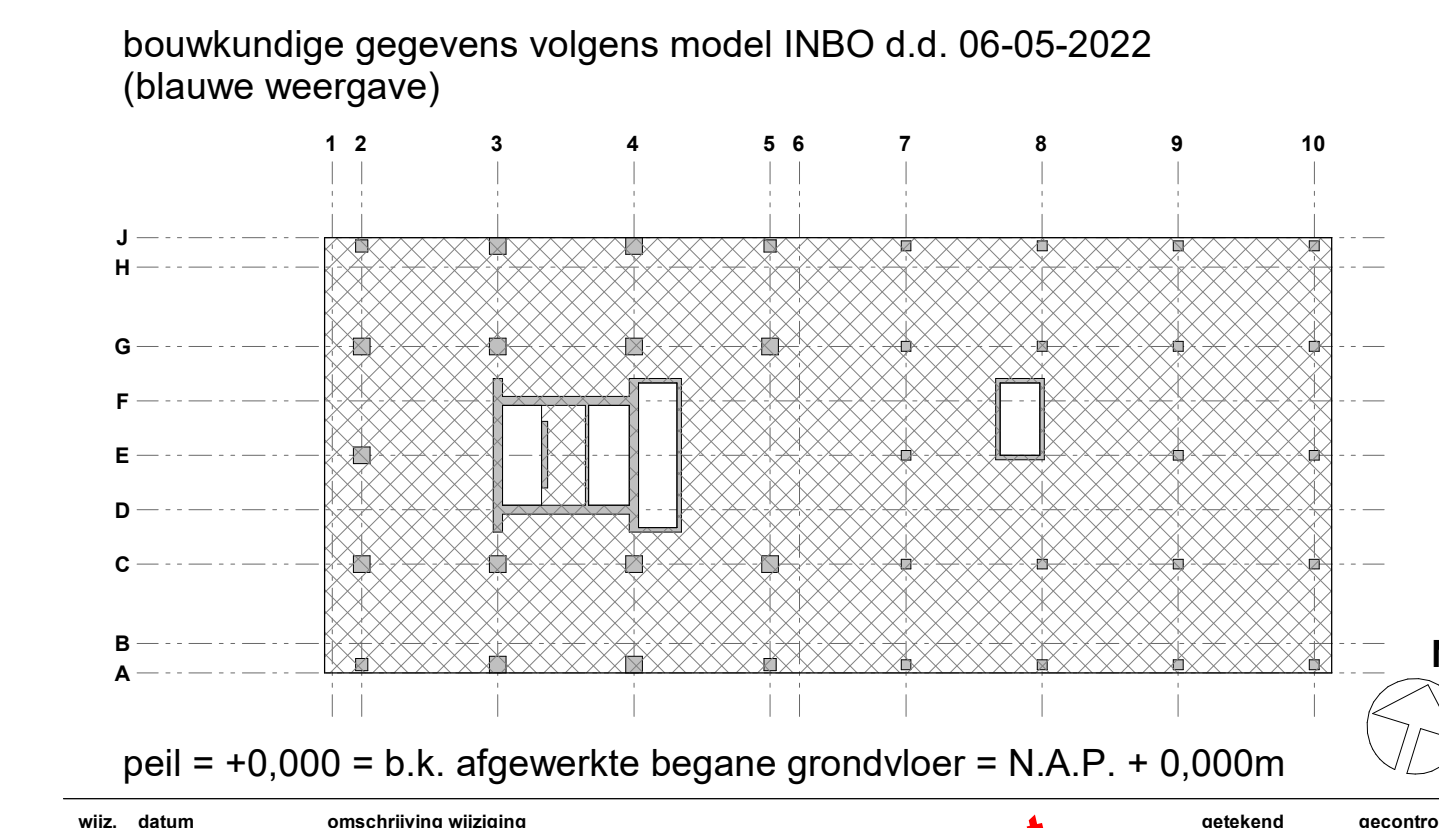 bouwkundige gegevens volgens model INBO d.d. 06-05-2022
(blauwe weergave)
1 2 3 4 5 6 7 8 9 10
J
H
G
F
E
D
C
B
A
peil = +0,000 = b.k. afgewerkte begane grondvloer = N.A.P. + 0,000m
wijz. datum omschrijving wijziging getekend gecontro